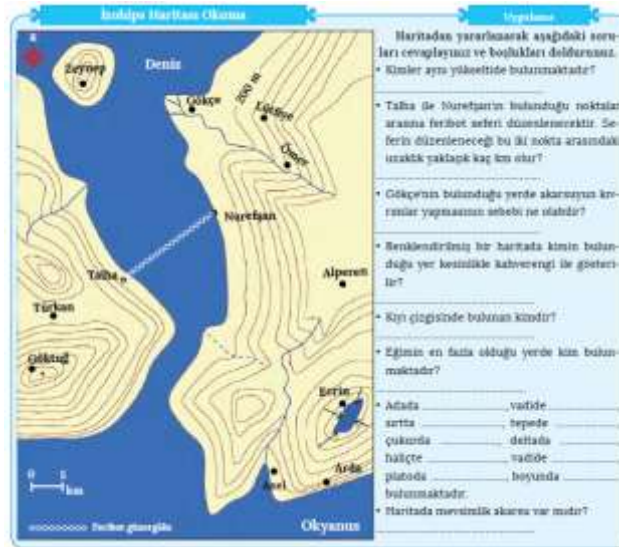 İzohips Haritası Okuma
Uygulama
Zeynep
Deniz
Gökçe
200 m
Lütfiye
Ömer
Nurefşan
Talha
Alperen
Türkan
Göktuğ
Ecrin
Arda
Anel
0 5
km
Feribot güzergâhı
Okyanus
Haritadan yararlanarak aşağıdaki soru-
ları cevaplayınız ve boşlukları doldurunuz.
• Kimler aynı yükseltide bulunmaktadır?
• Talha ile Nurefşan'ın bulunduğu noktalar
arasına feribot seferi düzenlenecektir. Se-
ferin düzenleneceği bu iki nokta arasındaki
uzaklık yaklaşık kaç km olur?
• Gökçe'nin bulunduğu yerde akarsuyun kıv-
rımlar yapmasının sebebi ne olabilir?
• Renklendirilmiş bir haritada kimin bulun-
duğu yer kesinlikle kahverengi ile gösteri-
lir?
• Kıyı çizgisinde bulunan kimdir?
• Eğimin en fazla olduğu yerde kim bulun-
maktadır?
• Adada , vadide ,
sırtta , tepede ,
çukurda , deltada ,
haliçte , vadide ,
platoda , boyunda
bulunmaktadır.
• Haritada mevsimlik akarsu var mıdır?